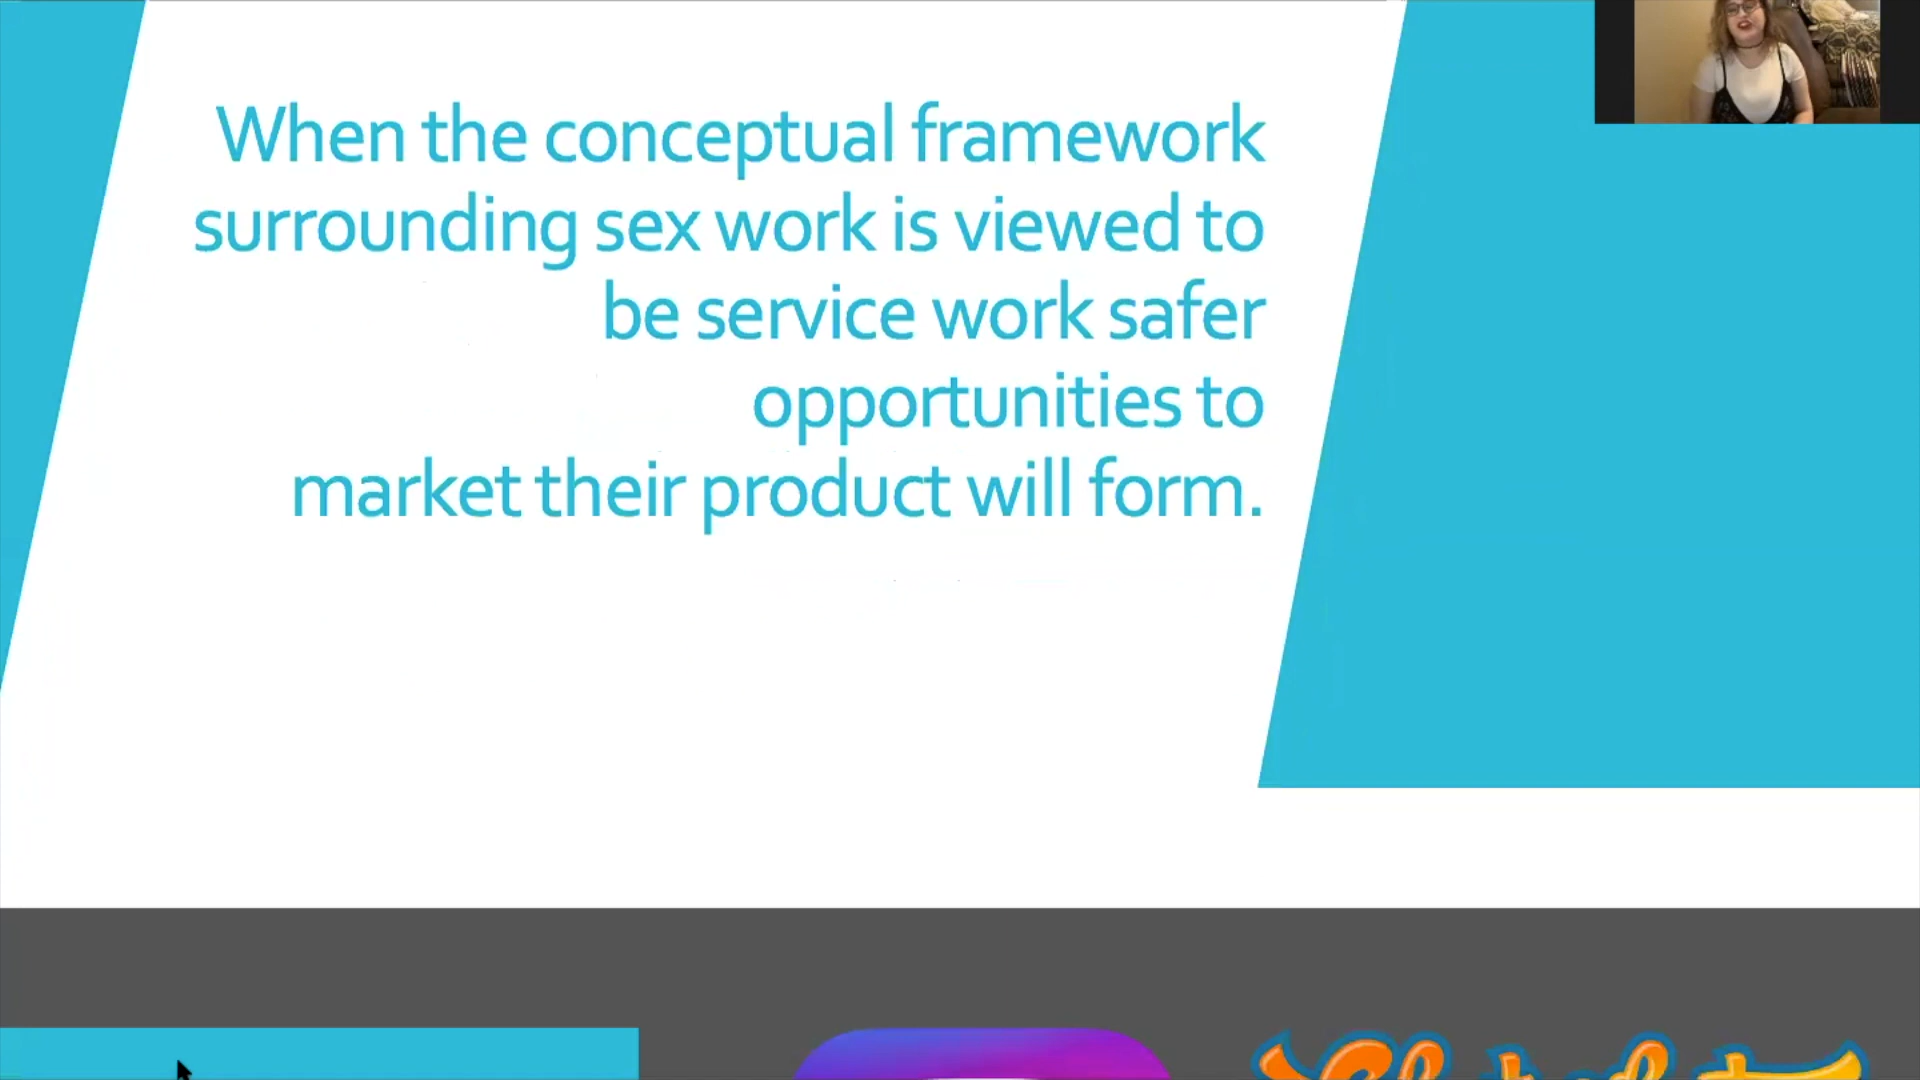 When the conceptual framework
surrounding sex work is viewed to
be service work safer
opportunities to
market their product will form.